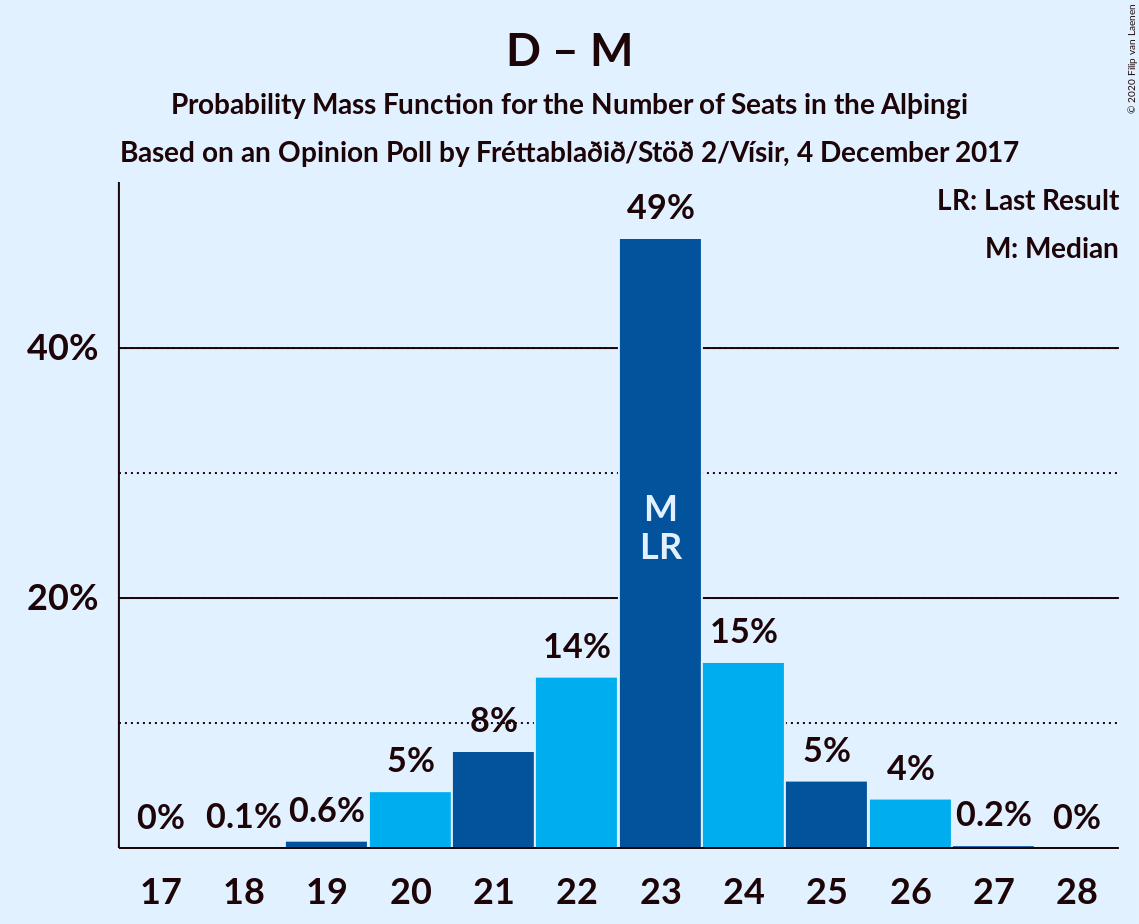 D – M
Probability Mass Function for the Number of Seats in the Alþingi
Based on an Opinion Poll by Fréttablaðið/Stöð 2/Vísir, 4 December 2017
© 2020 Filip van Laenen
LR: Last Result
M: Median
40%
20%
0%
0.1%
0.6%
5%
8%
14%
49%
M
LR
15%
5%
4%
0.2%
0%
17 18 19 20 21 22 23 24 25 26 27 28